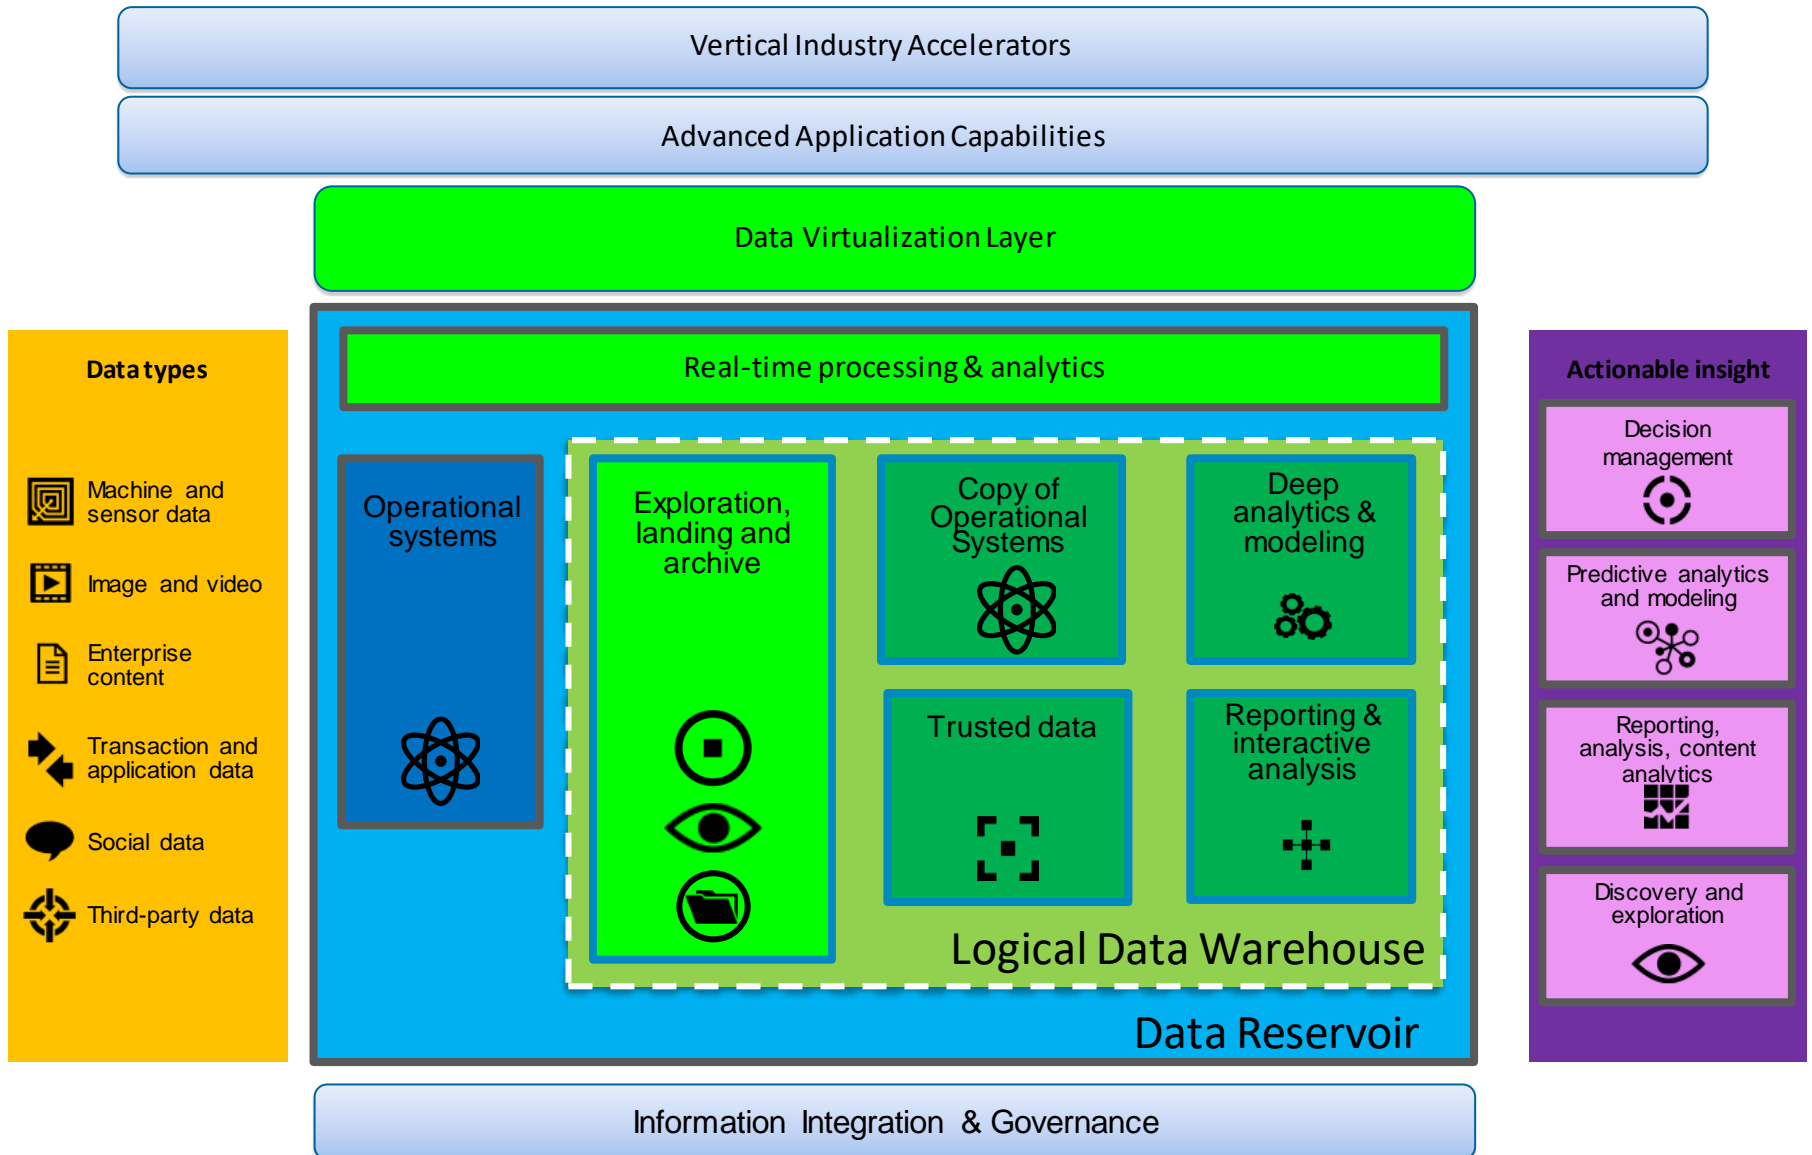 Vertical Industry Accelerators
Advanced Application Capabilities
Data Virtualization Layer
Data types
Machine and
sensor data
Image and video
Enterprise
content
Transaction and
application data
Social data
Third-party data
Real-time processing & analytics
Operational
systems
Exploration,
landing and
archive
Copy of
Operational
Systems
Deep
analytics &
modeling
Trusted data
Reporting &
interactive
analysis
Logical Data Warehouse
Data Reservoir
Actionable insight
Decision
management
Predictive analytics
and modeling
Reporting,
analysis, content
analytics
Discovery and
exploration
Information Integration & Governance